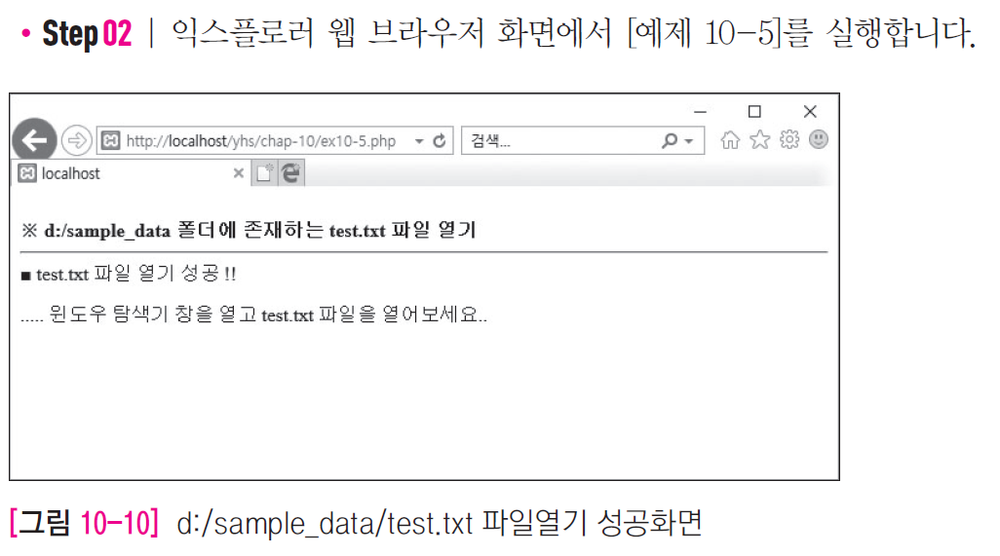 • Step 02 | 익스플로러 웹 브라우저 화면에서 [예제 10-5]를 실행합니다.
http://localhost/yhs/chap-10/ex10-5.php
검색...
localhost
※ d:/sample_data 폴더에 존재하는 test.txt 파일 열기
■ test.txt 파일 열기 성공 !!
..... 윈도우 탐색기 창을 열고 test.txt 파일을 열어보세요..
[그림 10-10] d:/sample_data/test.txt 파일열기 성공화면